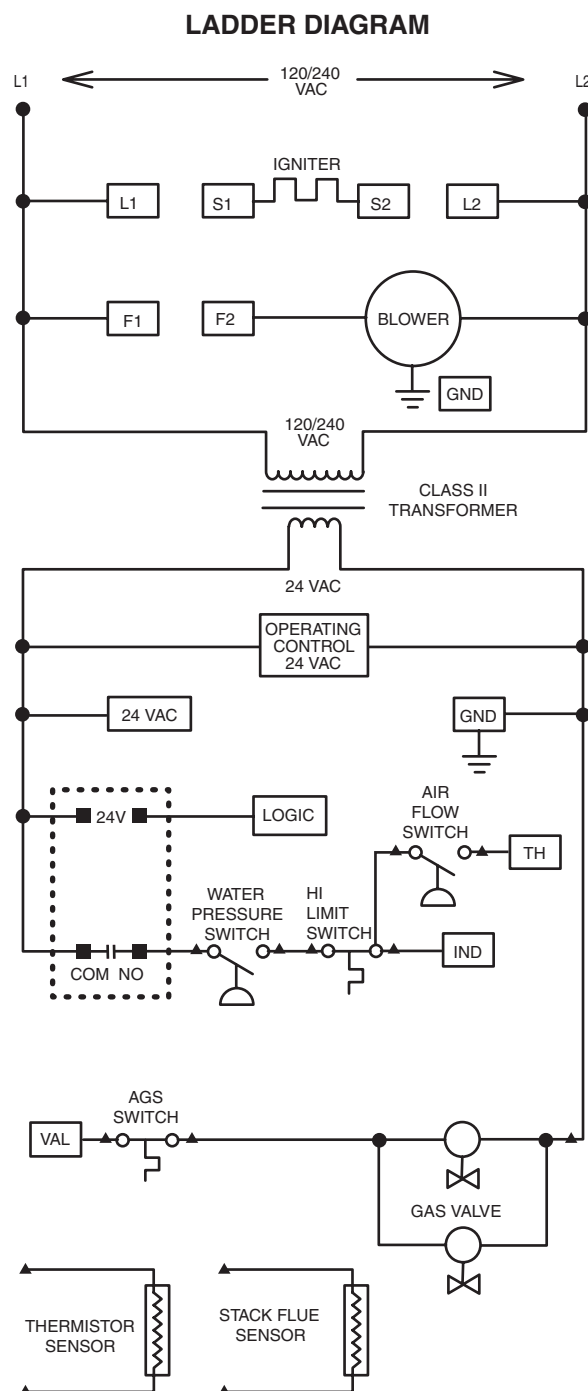 LADDER DIAGRAM
L1
120/240
VAC
L2
IGNITER
L1
S1
S2
L2
F1
F2
BLOWER
GND
120/240
VAC
CLASS II
TRANSFORMER
24 VAC
OPERATING
CONTROL
24 VAC
24 VAC
GND
24V
LOGIC
AIR
FLOW
SWITCH
TH
WATER
PRESSURE
SWITCH
HI
LIMIT
SWITCH
COM NO
IND
AGS
SWITCH
VAL
GAS VALVE
THERMISTOR
SENSOR
STACK FLUE
SENSOR